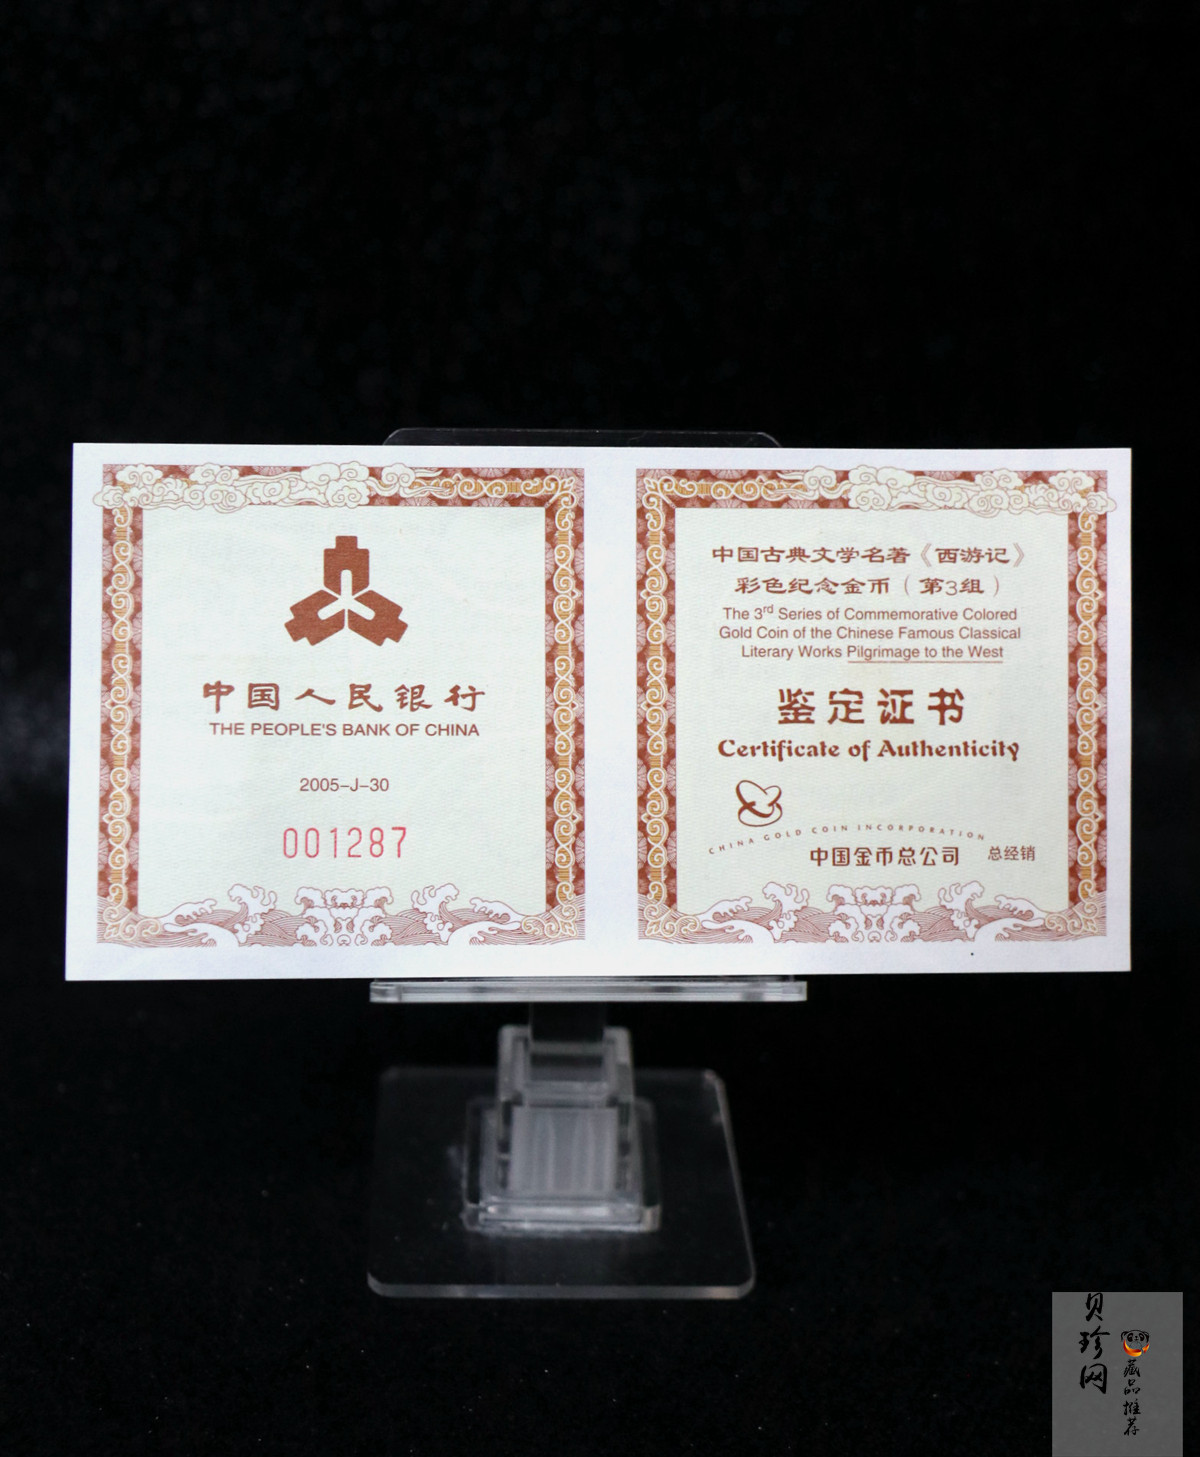 中国人民银行
THE PEOPLE'S BANK OF CHINA
2005-J-30
001287
中国古典文学名著《西游记》
彩色纪念金币（第3组）
The 3rd Series of Commemorative Colored
Gold Coin of the Chinese Famous Classical
Literary Works Pilgrimage to the West
鉴定证书
Certificate of Authenticity
CHINA GOLD COIN INCORPORATION
中国金币总公司 总经销
贝珍网
藏品推荐